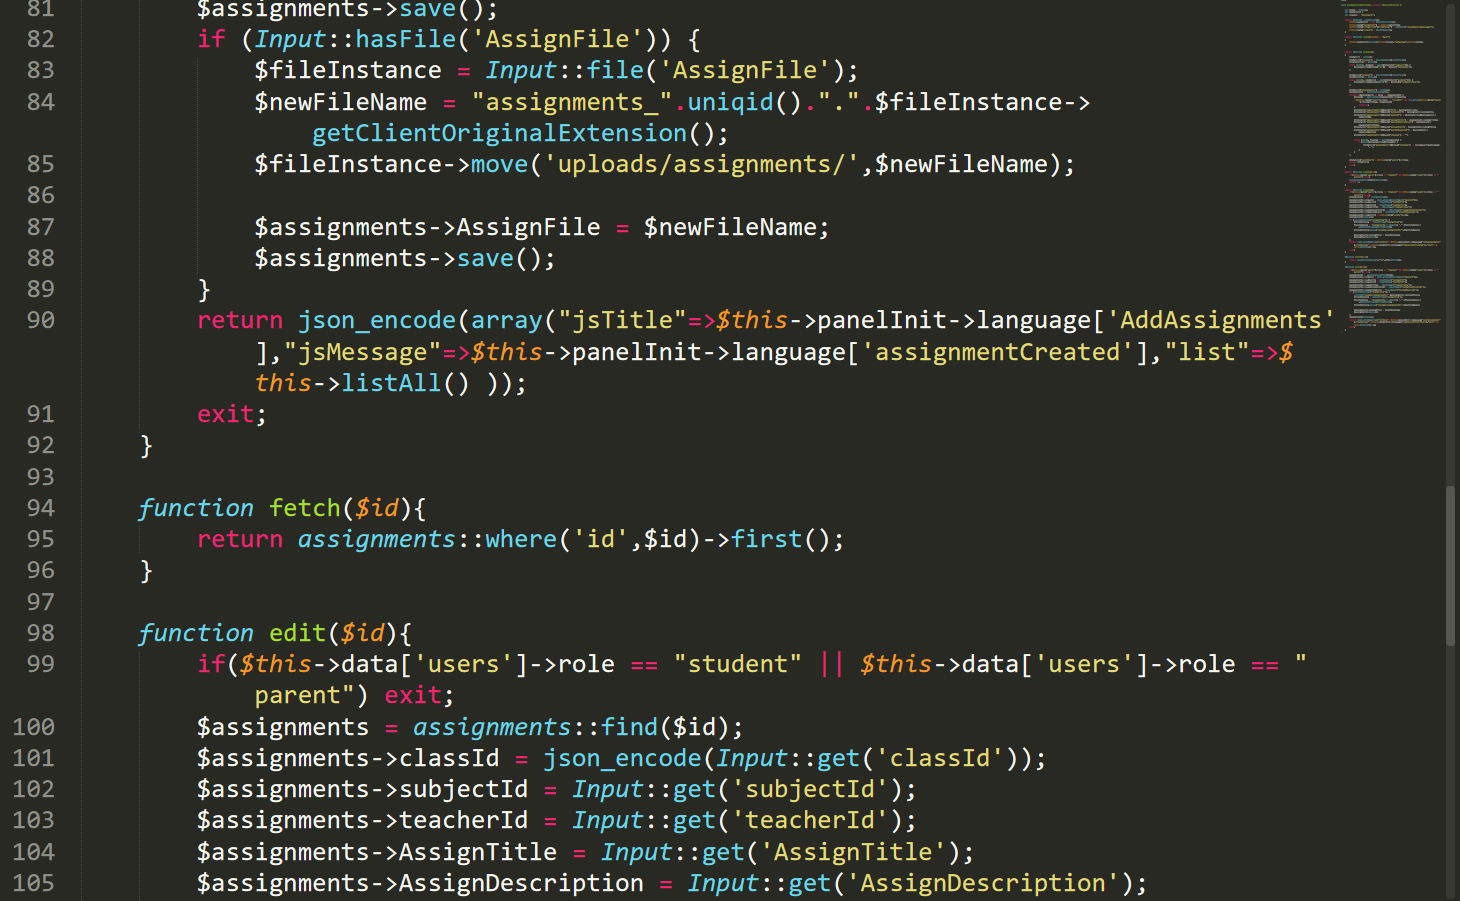 81 $assignments->save();
82 if (Input::hasFile('AssignFile')) {
83 $fileInstance = Input::file('AssignFile');
84 $newFileName = "assignments_".uniqid().".".$fileInstance->
getClientOriginalExtension();
85 $fileInstance->move('uploads/assignments/',$newFileName);
86
87 $assignments->AssignFile = $newFileName;
88 $assignments->save();
89 }
90 return json_encode(array("jsTitle"=>$this->panelInit->language['AddAssignments'
],"jsMessage"=>$this->panelInit->language['assignmentCreated'],"list"=>$
this->listAll() ));
91 exit;
92 }
93
94 function fetch($id){
95 return assignments::where('id',$id)->first();
96 }
97
98 function edit($id){
99 if($this->data['users']->role == "student" || $this->data['users']->role == "
parent") exit;
100 $assignments = assignments::find($id);
101 $assignments->classId = json_encode(Input::get('classId'));
102 $assignments->subjectId = Input::get('subjectId');
103 $assignments->teacherId = Input::get('teacherId');
104 $assignments->AssignTitle = Input::get('AssignTitle');
105 $assignments->AssignDescription = Input::get('AssignDescription');